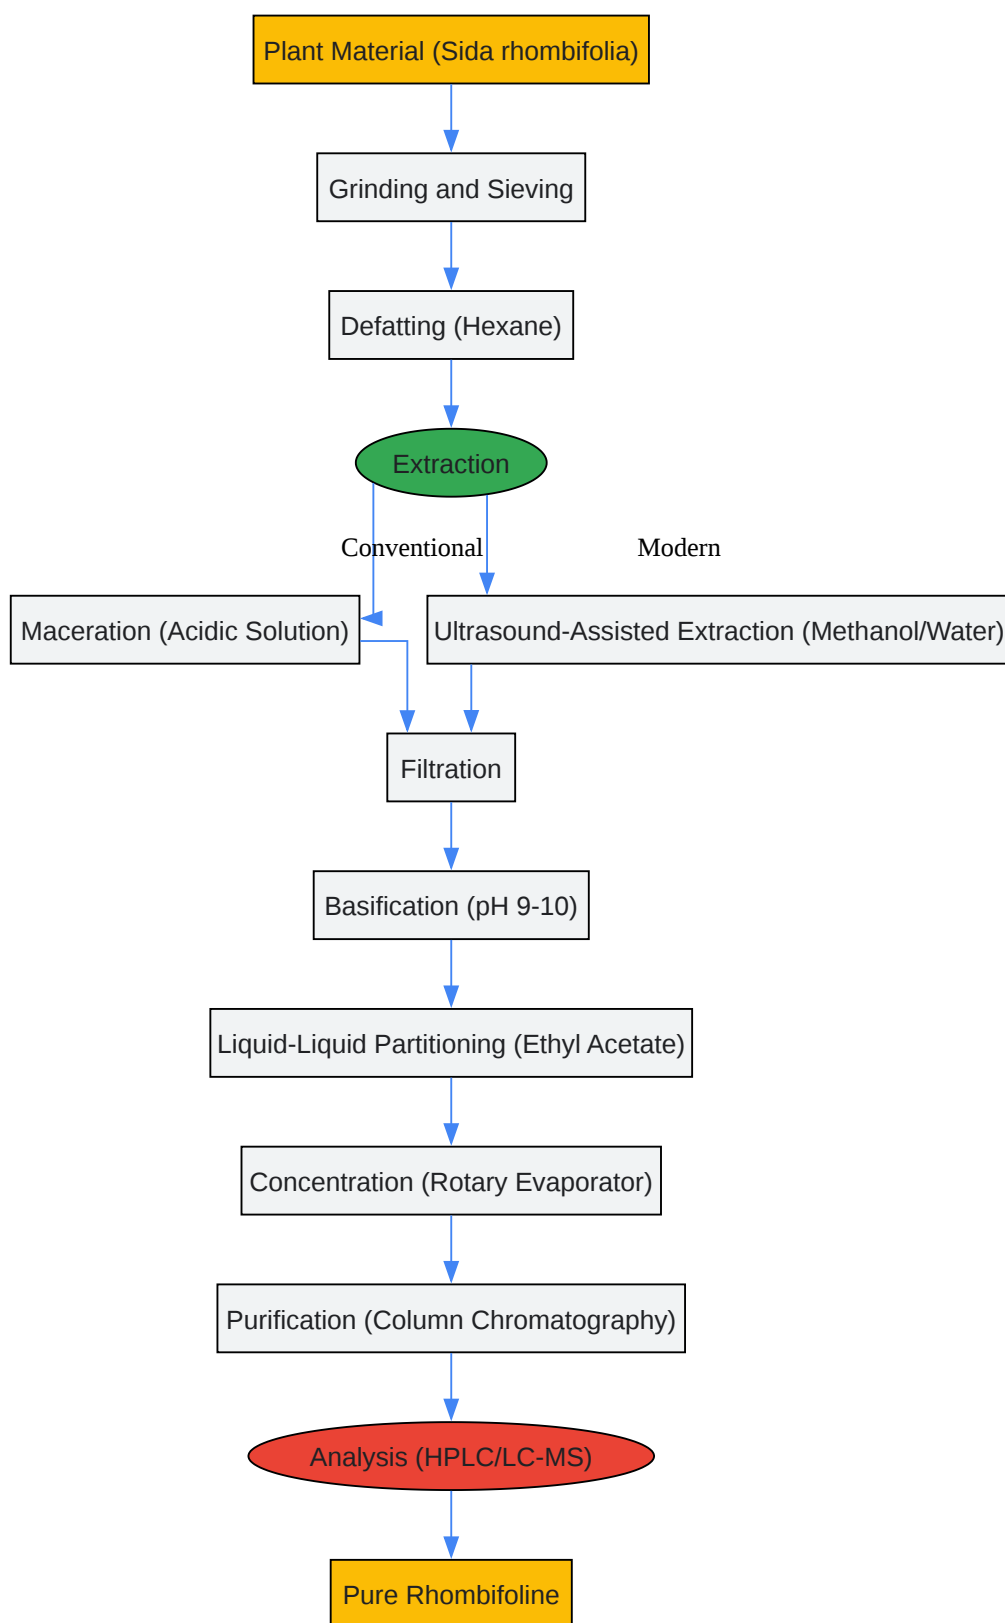 Plant Material (Sida rhombifolia)
Grinding and Sieving
Defatting (Hexane)
Extraction
Conventional
Modern
Maceration (Acidic Solution)
Ultrasound-Assisted Extraction (Methanol/Water)
Filtration
Basification (pH 9-10)
Liquid-Liquid Partitioning (Ethyl Acetate)
Concentration (Rotary Evaporator)
Purification (Column Chromatography)
Analysis (HPLC/LC-MS)
Pure Rhombifoline